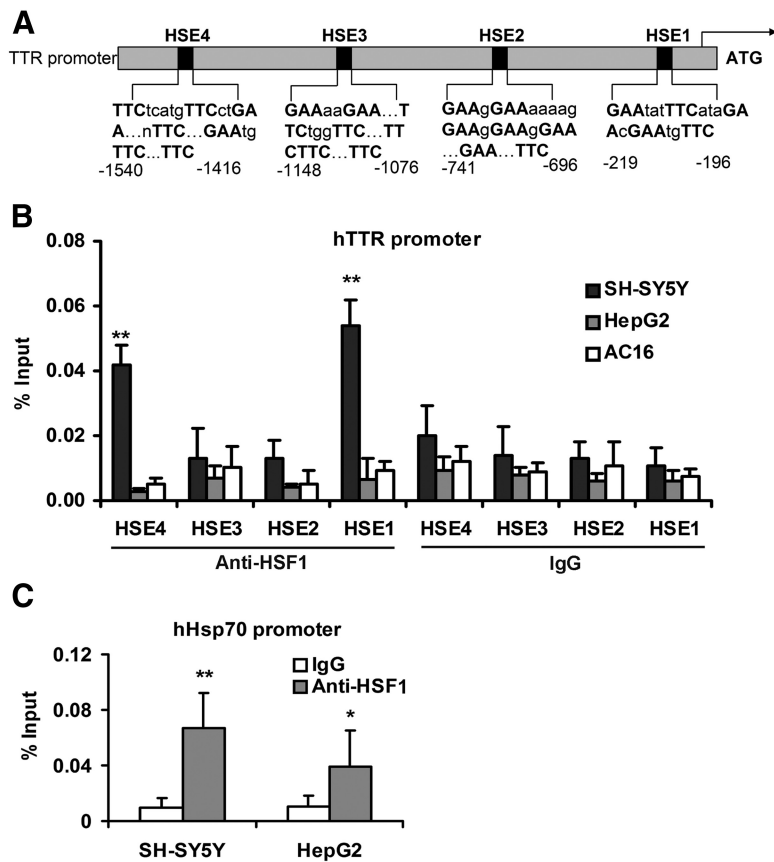 A
HSE4 HSE3 HSE2 HSE1
TTR promoter ATG
TTCtcatgTTCctGA GAAaaGAA...T GAAgGAAaaaag GAAtatTTCataGA
A...nTTC...GAAtg TCtggTTC...TT GAAgGAAgGAA AcGAAtgTTC
TTC...TTC CTTC...TTC ...GAA...TTC
-1540 -1416 -1148 -1076 -741 -696 -219 -196
B
hTTR promoter
0.08
0.06
0.04
0.02
0.00
% Input
** **
SH-SY5Y
HepG2
AC16
HSE4 HSE3 HSE2 HSE1 HSE4 HSE3 HSE2 HSE1
Anti-HSF1 IgG
C
hHsp70 promoter
0.12
0.08
0.04
0
% Input
IgG
Anti-HSF1
** *
SH-SY5Y HepG2